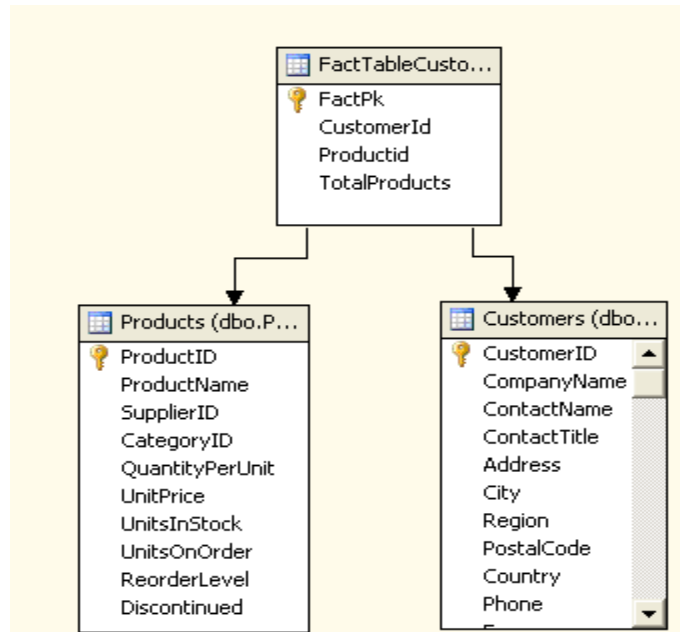 FactTableCusto...
FactPk
CustomerId
Productid
TotalProducts
Products (dbo.P...
ProductID
ProductName
SupplierID
CategoryID
QuantityPerUnit
UnitPrice
UnitsInStock
UnitsOnOrder
ReorderLevel
Discontinued
Customers (dbo...
CustomerID
CompanyName
ContactName
ContactTitle
Address
City
Region
PostalCode
Country
Phone